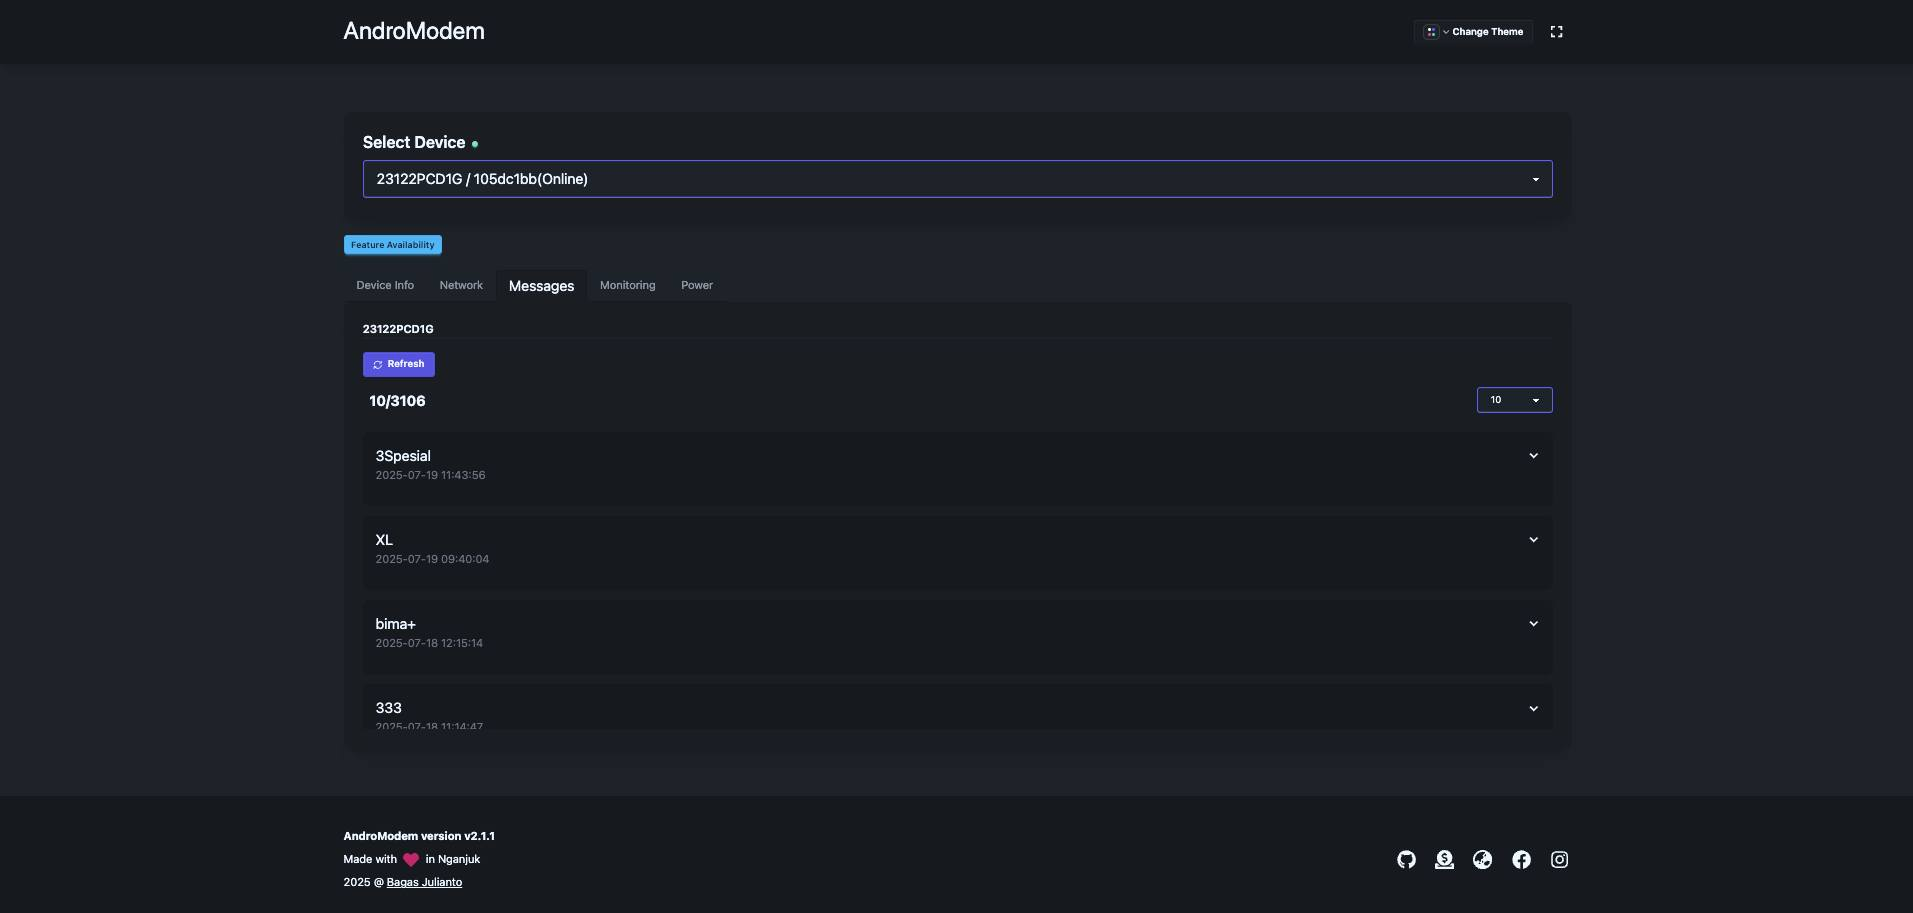 AndroModem
Change Theme
Select Device
23122PCD1G / 105dc1bb(Online)
Feature Availability
Device Info
Network
Messages
Monitoring
Power
23122PCD1G
Refresh
10/3106
10
3Spesial
2025-07-19 11:43:56
XL
2025-07-19 09:40:04
bima+
2025-07-18 12:15:14
333
2025-07-18 11:14:47
AndroModem version v2.1.1
Made with in Nganjuk
2025 @ Bagas Julianto